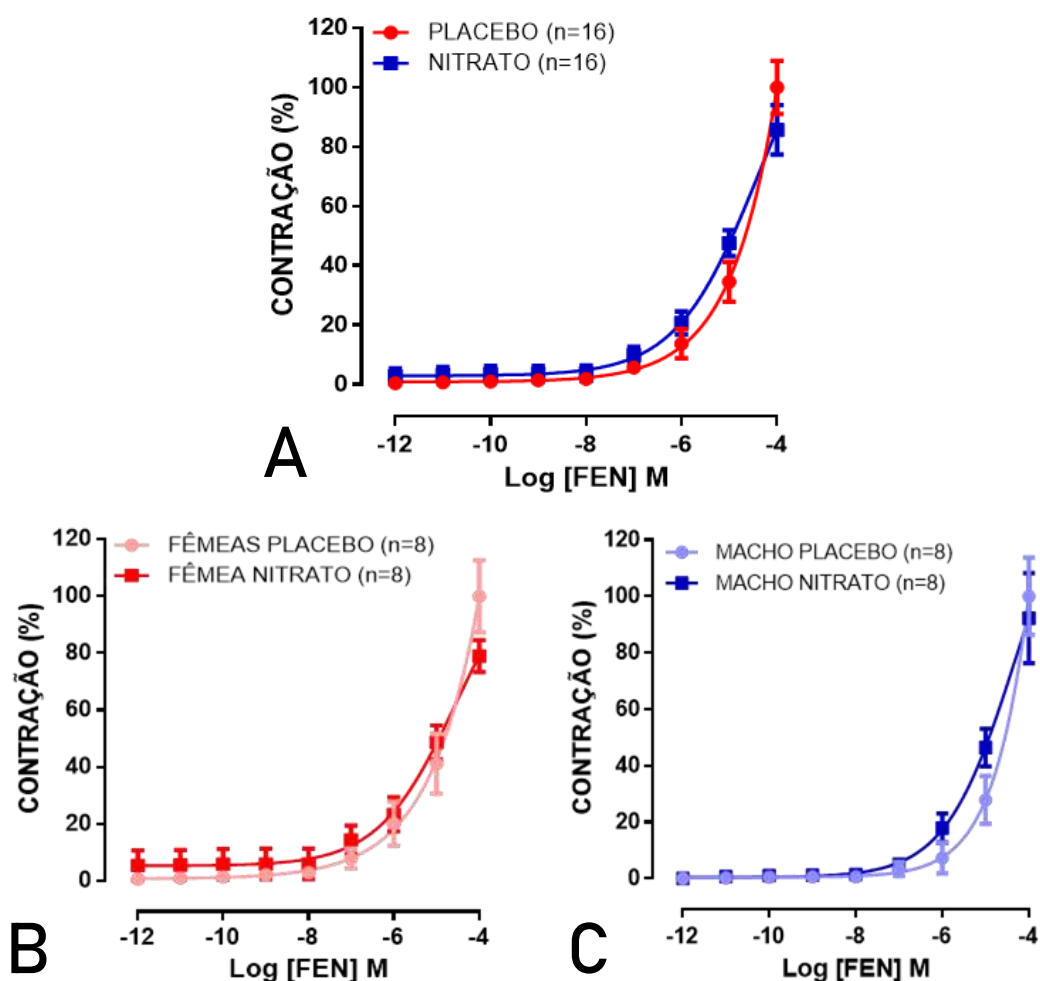 PLACEBO (n=16)
NITRATO (n=16)
CONTRAÇÃO (%)
120
100
80
60
40
20
0
-12 -10 -8 -6 -4
Log [FEN] M
A
FÊMEAS PLACEBO (n=8)
FÊMEA NITRATO (n=8)
CONTRAÇÃO (%)
120
100
80
60
40
20
0
-12 -10 -8 -6 -4
Log [FEN] M
B
MACHO PLACEBO (n=8)
MACHO NITRATO (n=8)
CONTRAÇÃO (%)
120
100
80
60
40
20
0
-12 -10 -8 -6 -4
Log [FEN] M
C